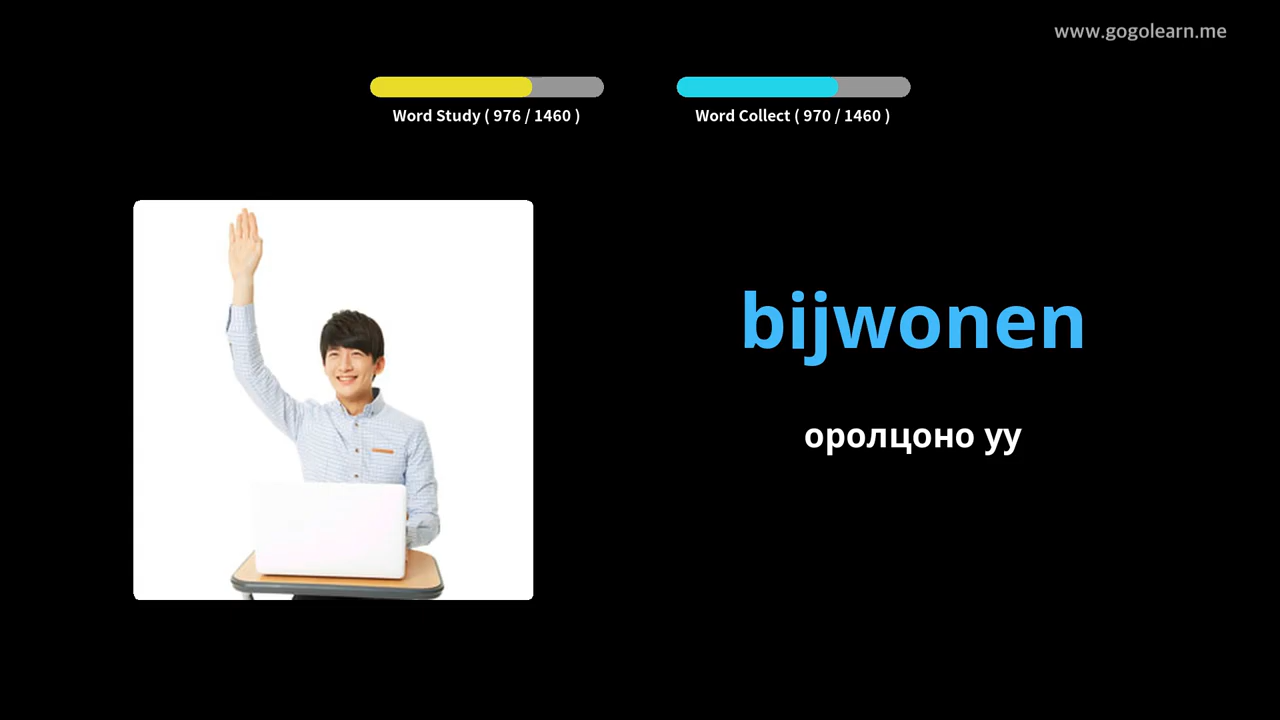 www.gogolearn.me
Word Study ( 976 / 1460 )
Word Collect ( 970 / 1460 )
bijwonen
оролцоно уу